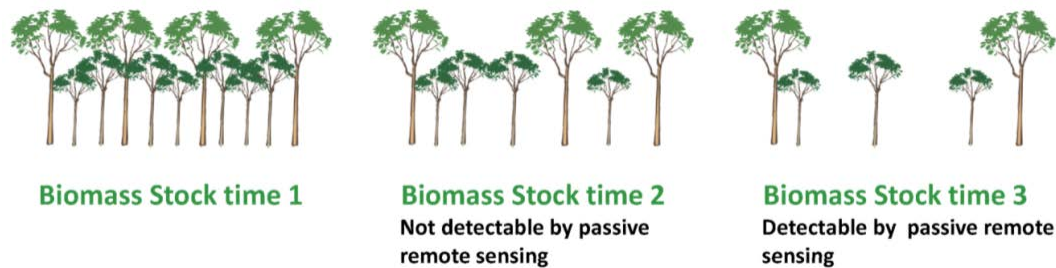 Biomass Stock time 1
Biomass Stock time 2
Not detectable by passive
remote sensing
Biomass Stock time 3
Detectable by passive remote
sensing